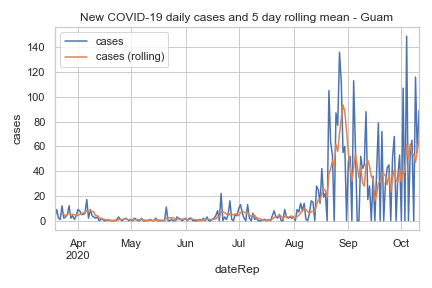 New COVID-19 daily cases and 5 day rolling mean - Guam
cases
cases (rolling)
140
120
100
80
60
40
20
0
cases
Apr
2020
May
Jun
Jul
Aug
Sep
Oct
dateRep